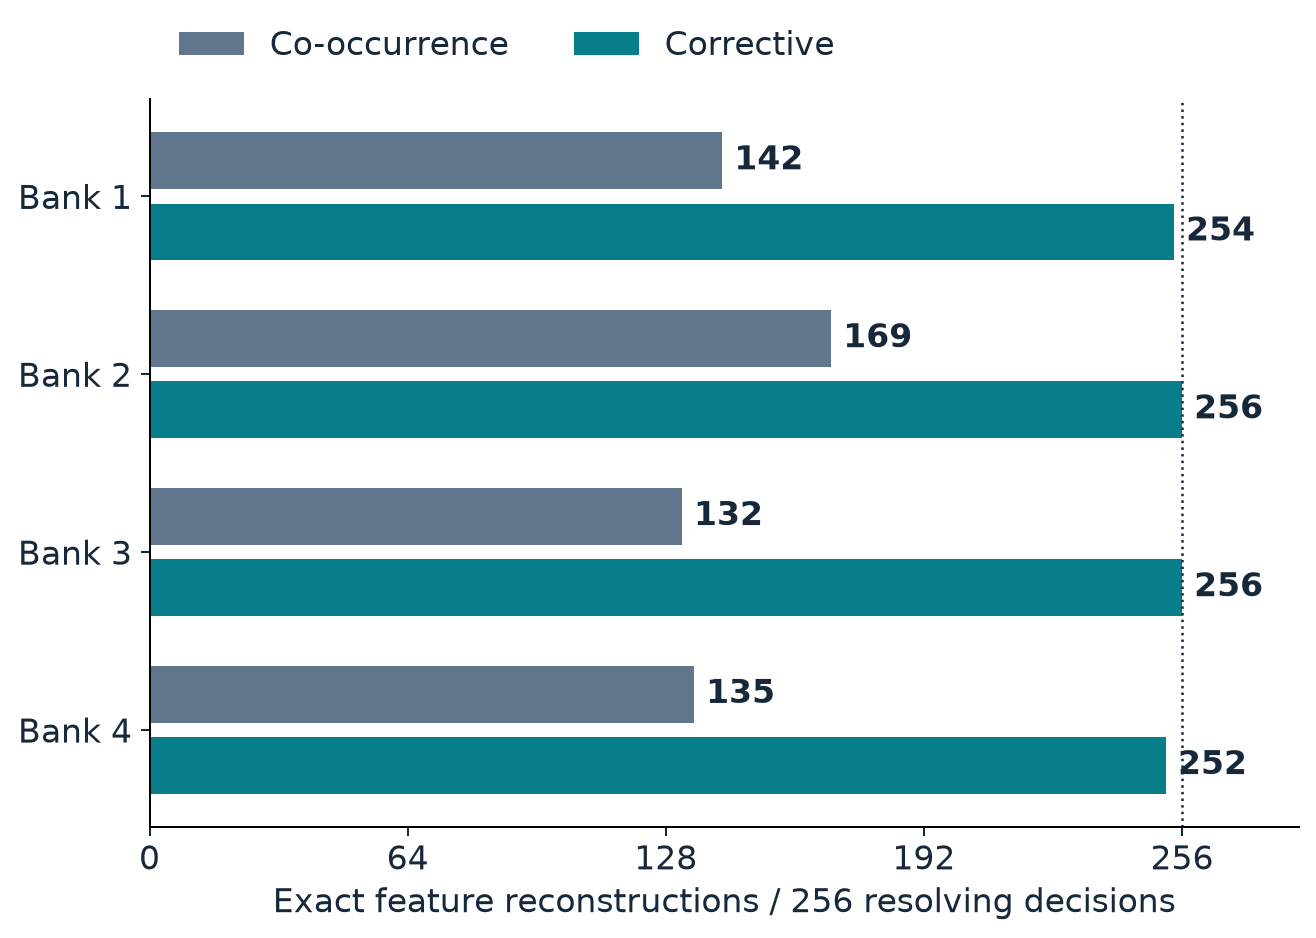 Co-occurrence Corrective
142
Bank 1
254
169
Bank 2
256
132
Bank 3
256
135
Bank 4
252
0 64 128 192 256
Exact feature reconstructions / 256 resolving decisions